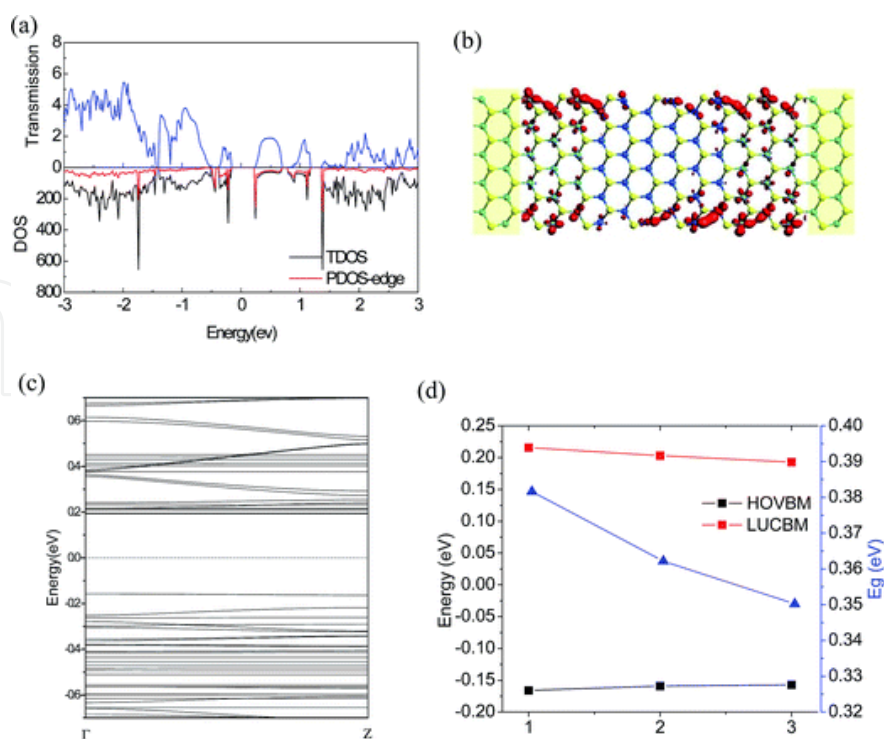 (a)
Transmission
8
6
4
2
0
200
400
600
800
DOS
TDOS
PDOS-edge
-3 -2 -1 0 1 2 3
Energy(ev)
(b)
(c)
Energy(eV)
0.6
0.4
0.2
0.0
-0.2
-0.4
-0.6
Γ Z
(d)
Energy (eV)
0.25
0.20
0.15
0.10
0.05
0.00
-0.05
-0.10
-0.15
-0.20
HOVBM
LUCBM
0.40
0.39
0.38
0.37
0.36
0.35
0.34
0.33
0.32
Eg (eV)
1 2 3